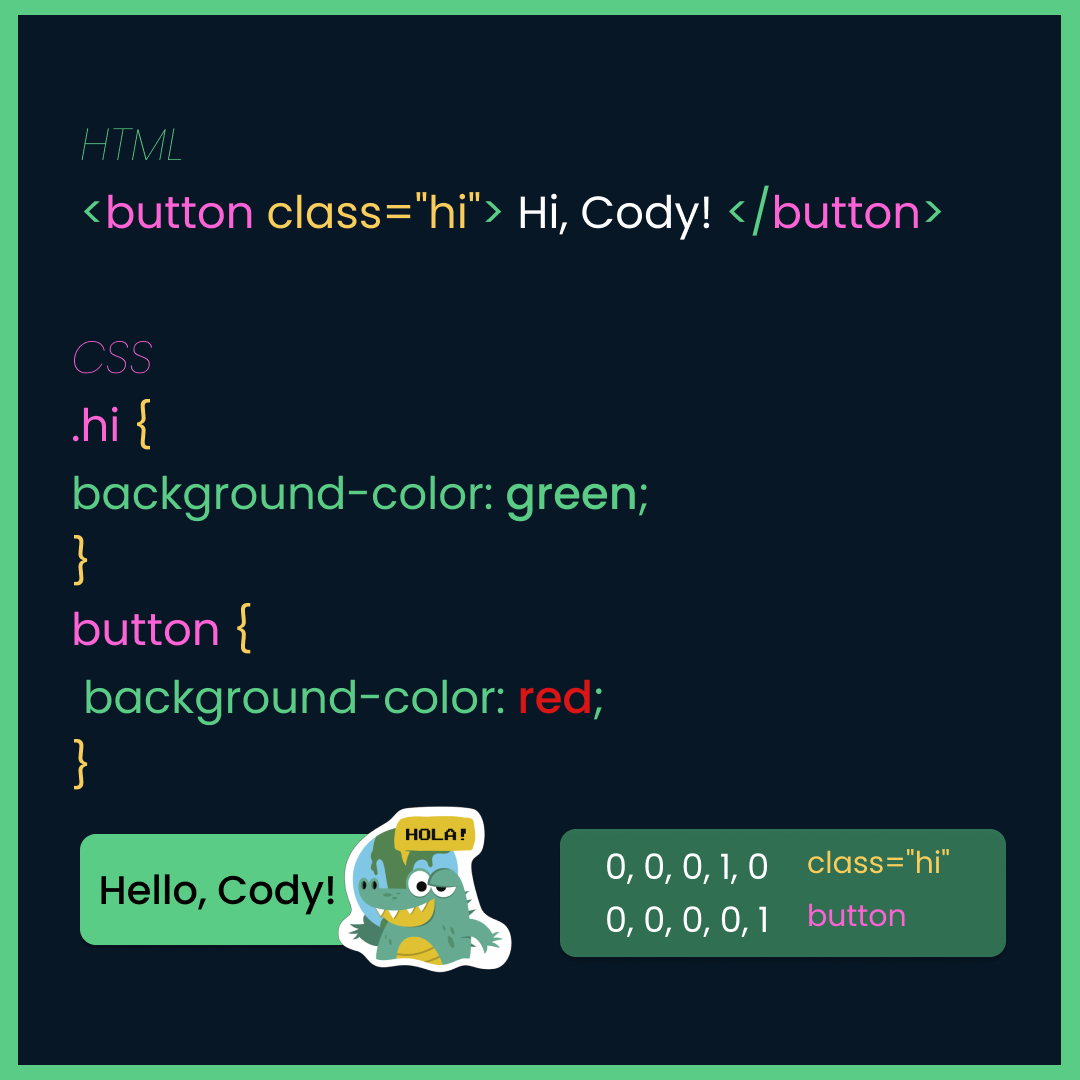 HTML
<button class="hi"> Hi, Cody! </button>
CSS
.hi {
background-color: green;
}
button {
background-color: red;
}
HOLA!
Hello, Cody!
0, 0, 0, 1, 0 class="hi"
0, 0, 0, 0, 1 button